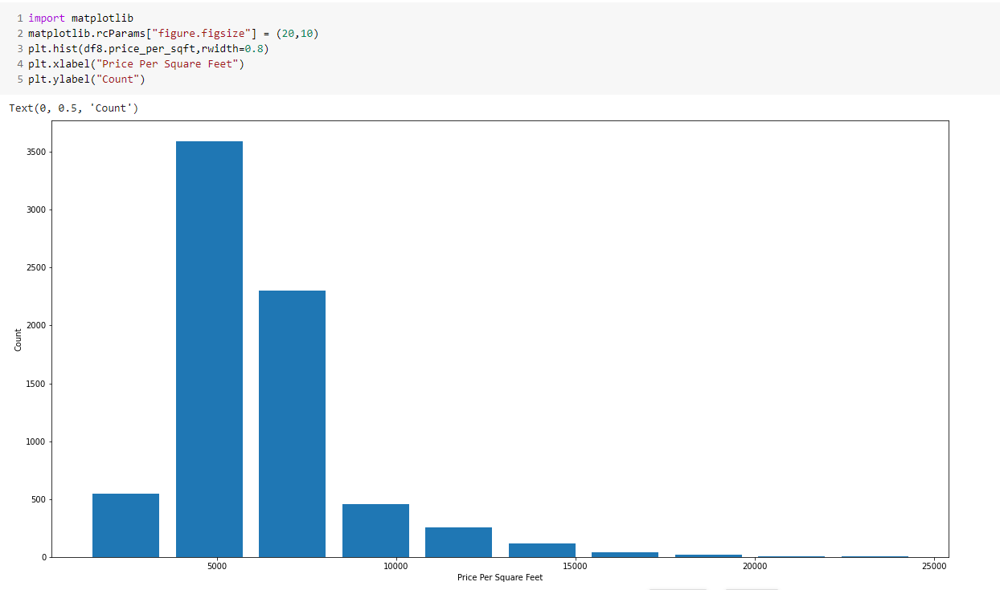 1 import matplotlib
2 matplotlib.rcParams["figure.figsize"] = (20,10)
3 plt.hist(df8.price_per_sqft,rwidth=0.8)
4 plt.xlabel("Price Per Square Feet")
5 plt.ylabel("Count")
Text(0, 0.5, 'Count')
3500
3000
2500
2000
1500
1000
500
0
Count
5000 10000 15000 20000 25000
Price Per Square Feet